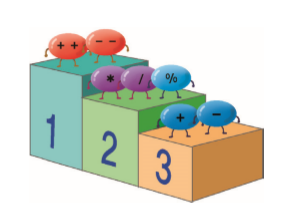 ++ --
* / %
+ -
1 2 3